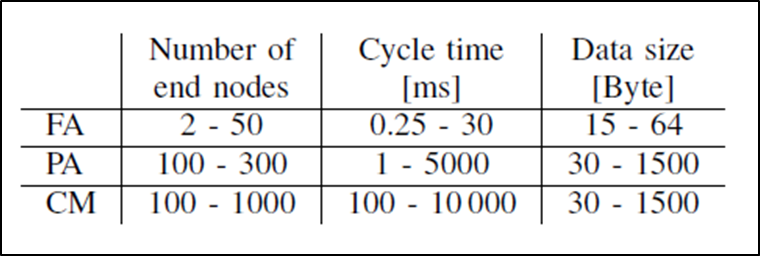 Number of Cycle time Data size
end nodes [ms] [Byte]
FA 2 - 50 0.25 - 30 15 - 64
PA 100 - 300 1 - 5000 30 - 1500
CM 100 - 1000 100 - 10 000 30 - 1500